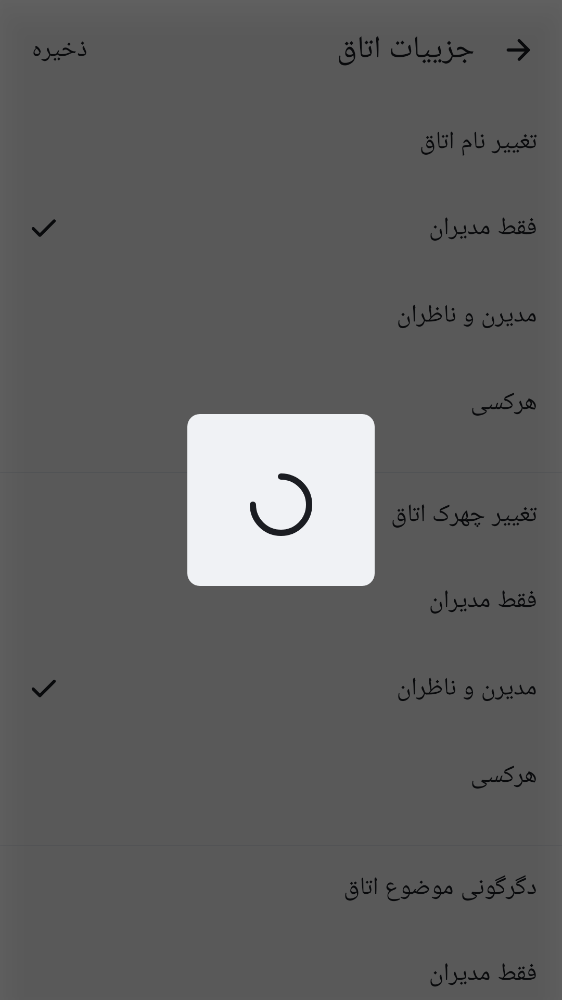 جزییات اتاق
ذخیره
تغییر نام اتاق
فقط مدیران
مدیرن و ناظران
هرکسی
تغییر چهرک اتاق
فقط مدیران
مدیرن و ناظران
هرکسی
دگرگونی موضوع اتاق
فقط مدیران